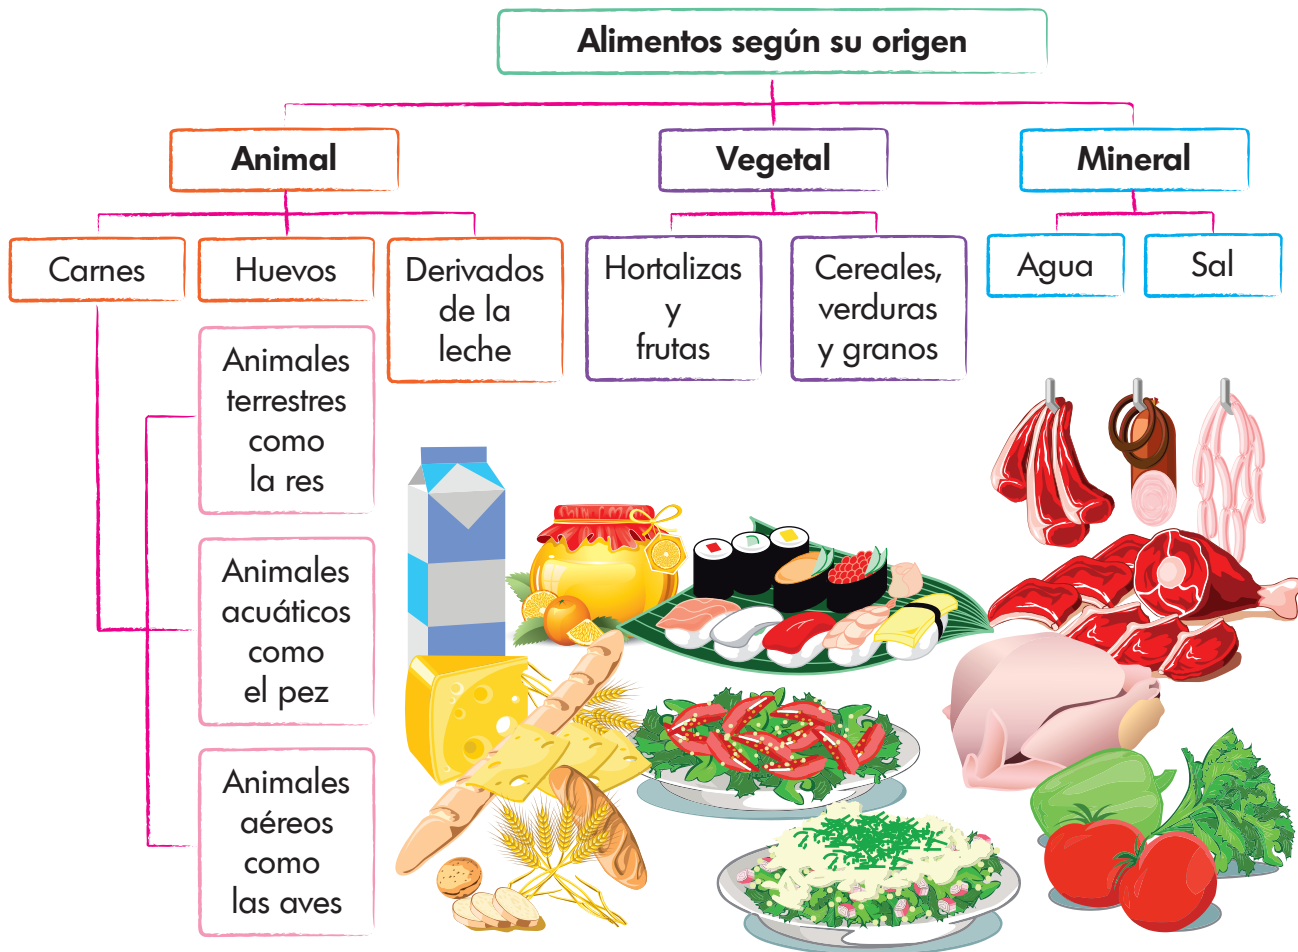 Alimentos según su origen
Animal
Vegetal
Mineral
Carnes
Huevos
Derivados
de la
leche
Hortalizas
y
frutas
Cereales,
verduras
y granos
Agua
Sal
Animales
terrestres
como
la res
Animales
acuáticos
como
el pez
Animales
aéreos
como
las aves